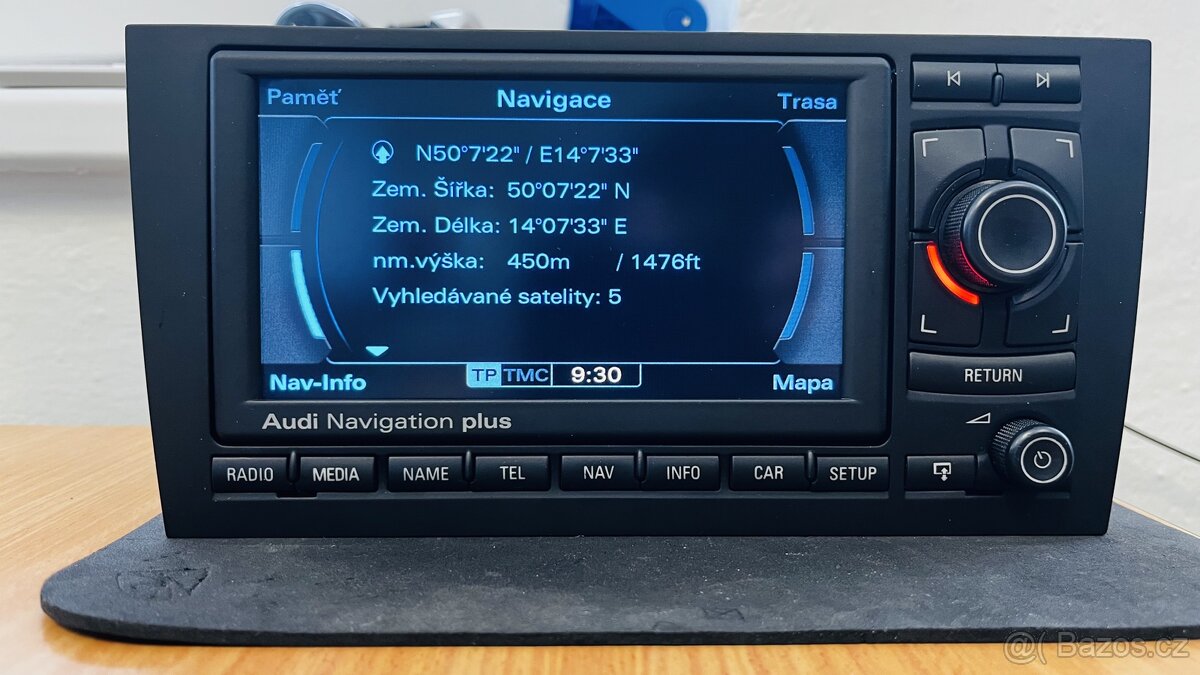 Paměť
Navigace
Trasa
N50°7'22" / E14°7'33"
Zem. Šířka: 50°07'22" N
Zem. Délka: 14°07'33" E
nm.výška: 450m / 1476ft
Vyhledávané satelity: 5
Nav-Info
TP TMC 9:30
Mapa
Audi Navigation plus
RETURN
RADIO MEDIA NAME TEL NAV INFO CAR SETUP
@( Bazos.cz